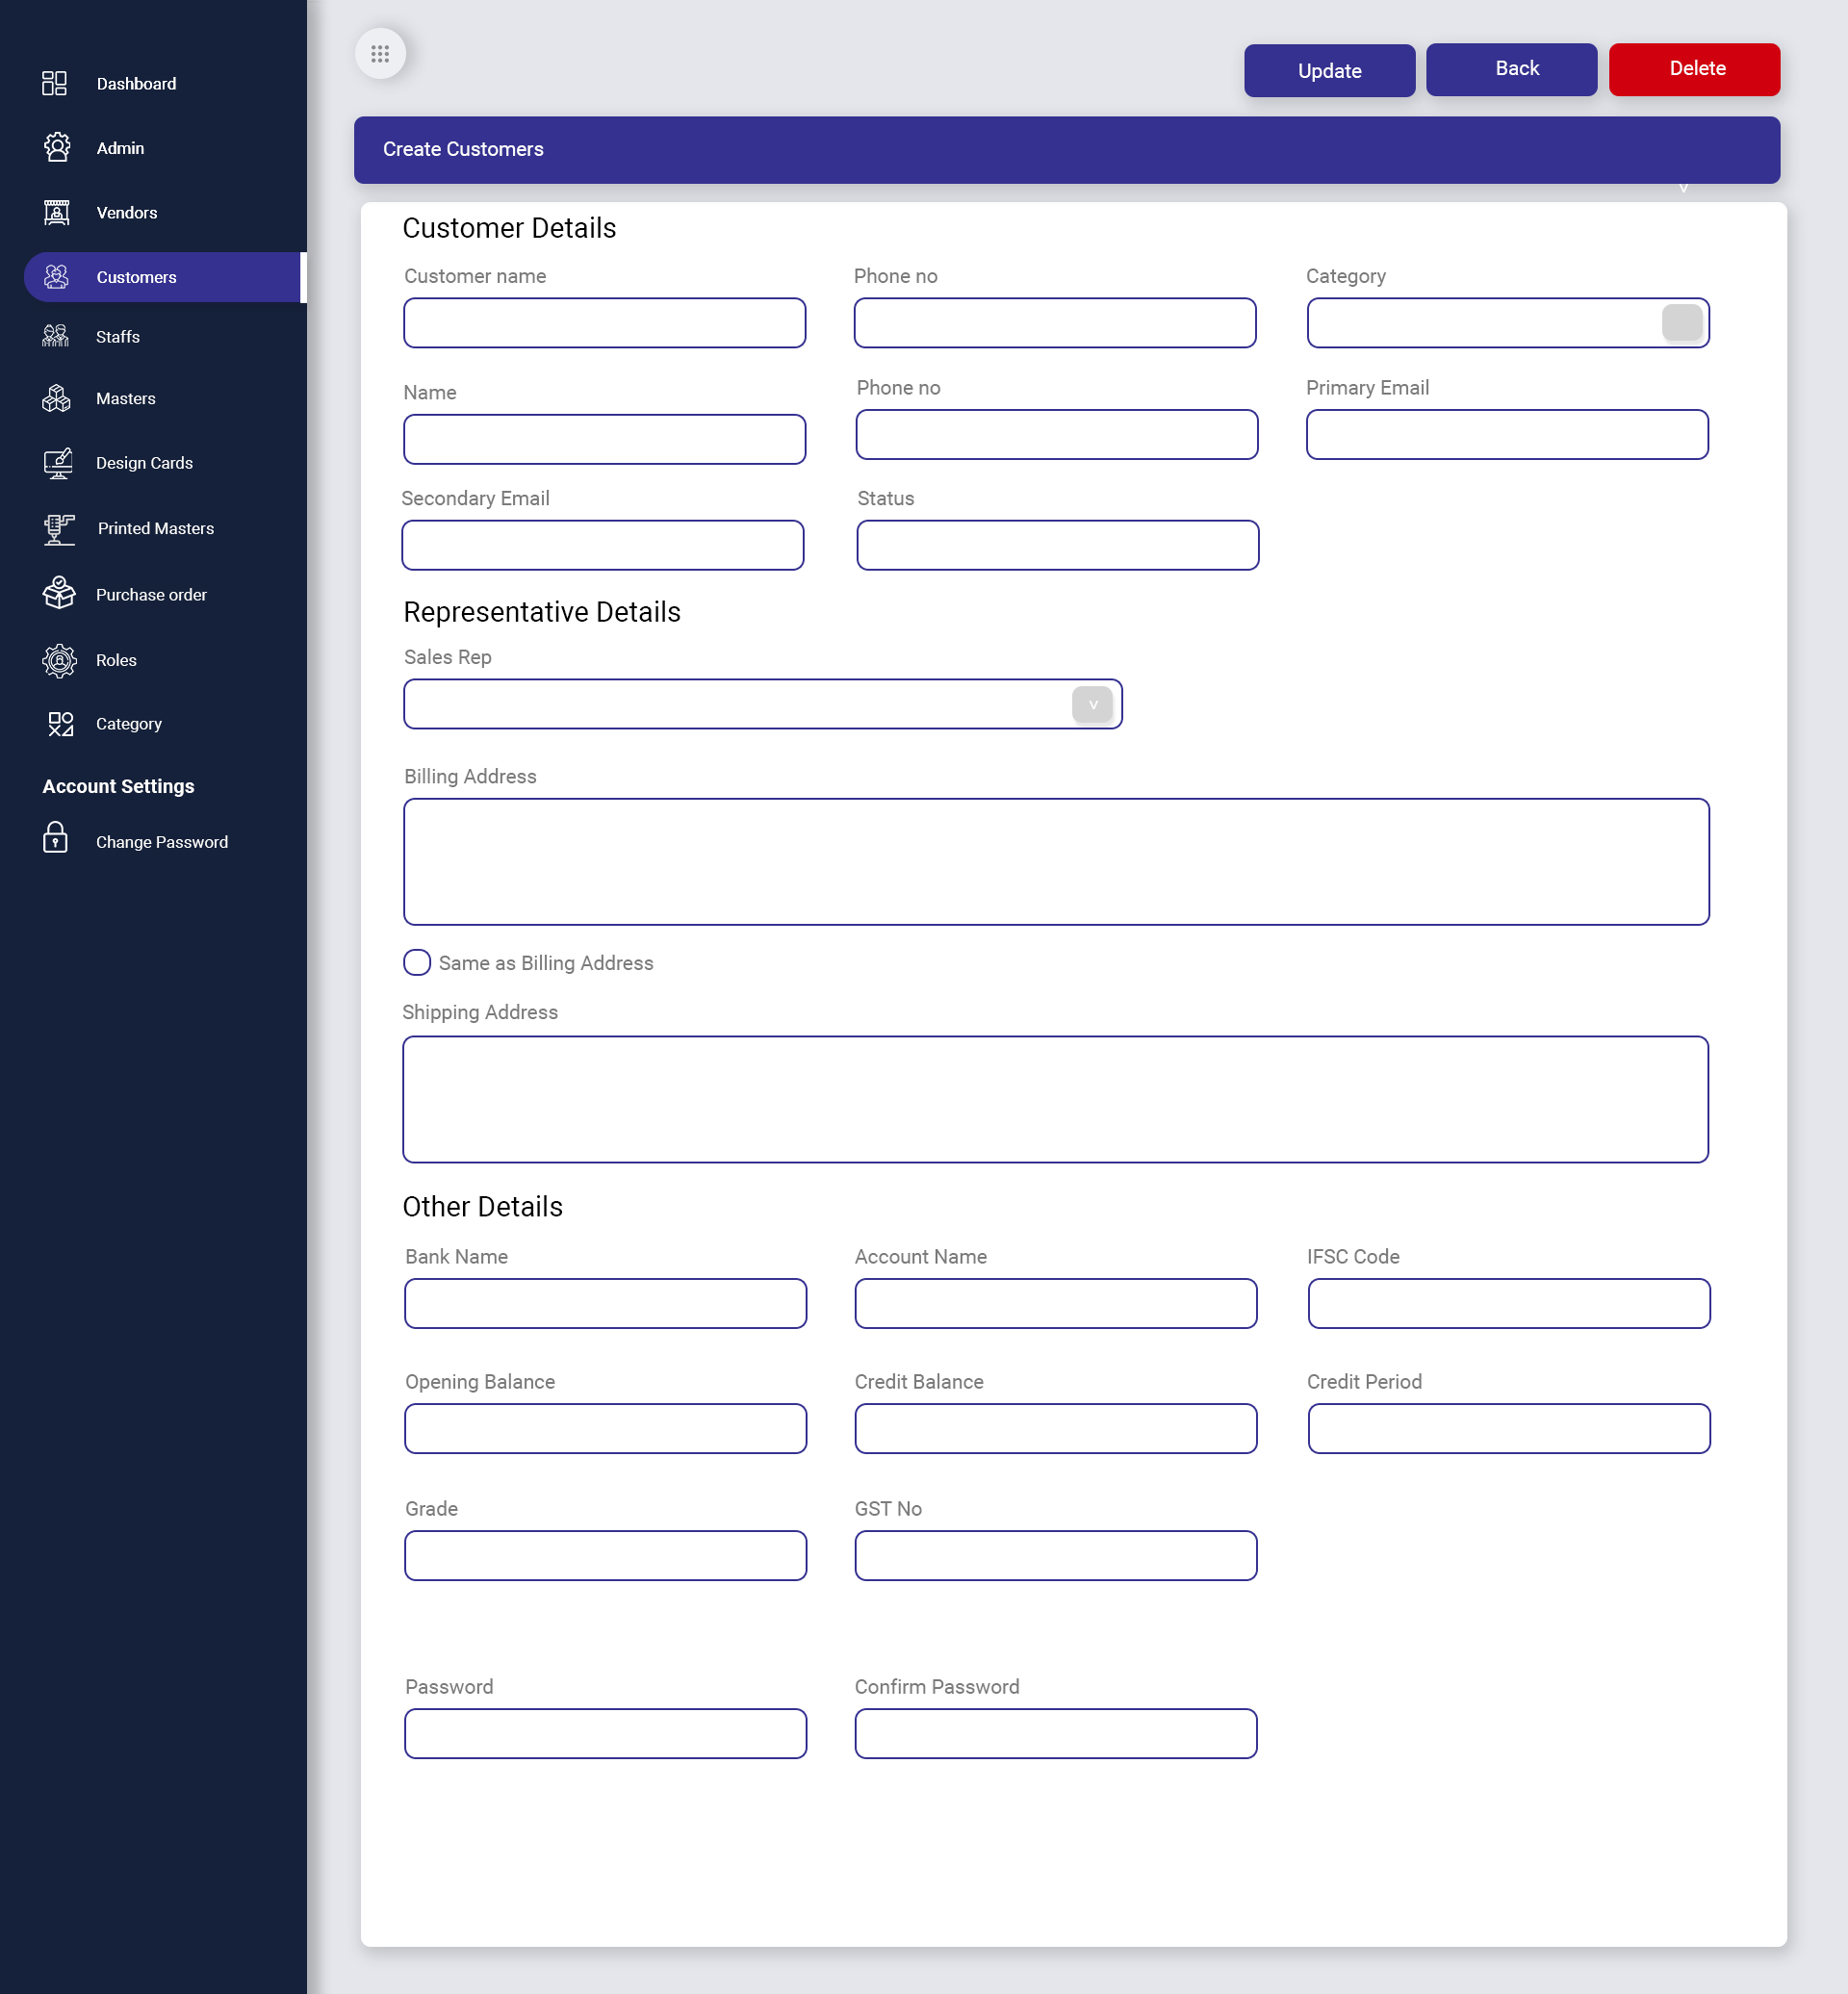 Dashboard
Admin
Vendors
Customers
Staffs
Masters
Design Cards
Printed Masters
Purchase order
Roles
Category
Account Settings
Change Password
Update Back Delete
Create Customers
v
Customer Details
Customer name Phone no Category
Name Phone no Primary Email
Secondary Email Status
Representative Details
Sales Rep
v
Billing Address
Same as Billing Address
Shipping Address
Other Details
Bank Name Account Name IFSC Code
Opening Balance Credit Balance Credit Period
Grade GST No
Password Confirm Password